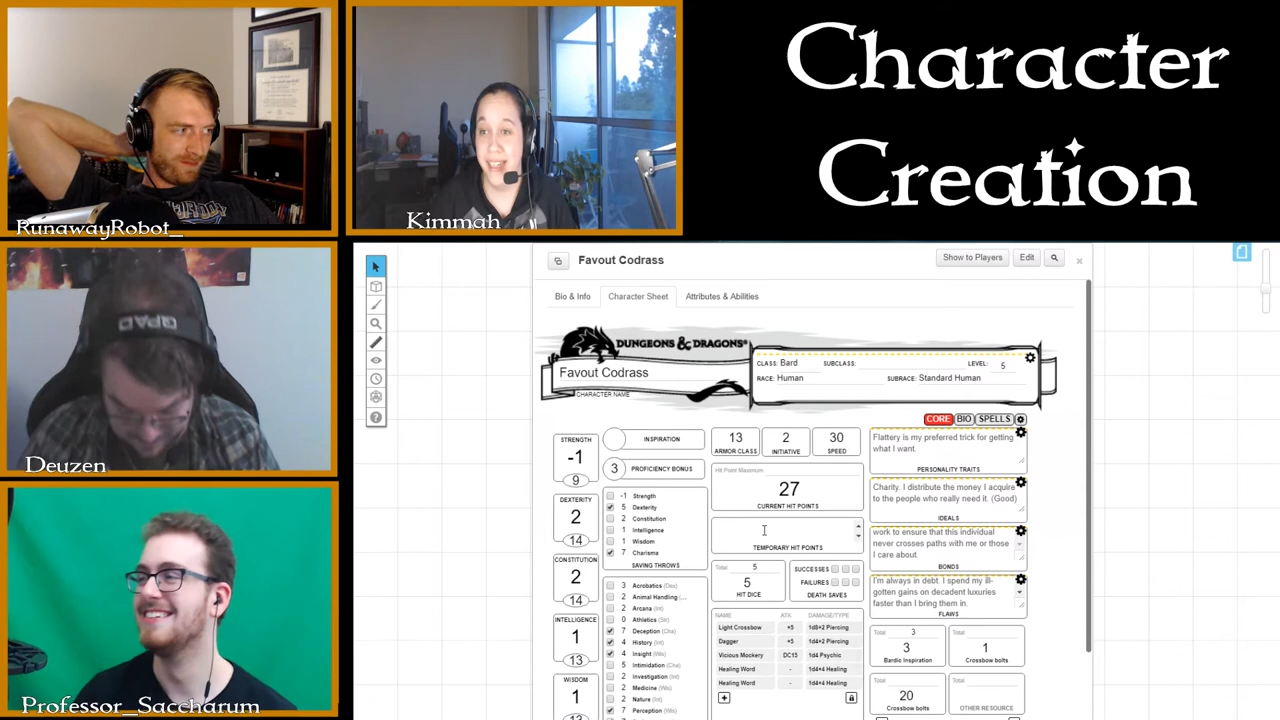 Character
Creation
RunawayRobot_
Kimmah
Deuzen
Professor_Saccharum
Favout Codrass
Show to Players
Edit
Bio & Info
Character Sheet
Attributes & Abilities
DUNGEONS & DRAGONS
Favout Codrass
CHARACTER NAME
CLASS: Bard
SUBCLASS:
LEVEL: 5
RACE: Human
SUBRACE: Standard Human
CORE
BIO
SPELLS
STRENGTH
-1
9
DEXTERITY
2
14
CONSTITUTION
2
14
INTELLIGENCE
1
13
WISDOM
1
INSPIRATION
3 PROFICIENCY BONUS
-1 Strength
5 Dexterity
2 Constitution
1 Intelligence
1 Wisdom
7 Charisma
SAVING THROWS
3 Acrobatics (Dex)
2 Animal Handling (...
2 Arcana (Int)
0 Athletics (Str)
7 Deception (Cha)
4 History (Int)
4 Insight (Wis)
5 Intimidation (Cha)
2 Investigation (Int)
2 Medicine (Wis)
2 Nature (Int)
7 Perception (Wis)
13
ARMOR CLASS
2
INITIATIVE
30
SPEED
Hit Point Maximum
27
CURRENT HIT POINTS
TEMPORARY HIT POINTS
Total 5
5
HIT DICE
SUCCESSES
FAILURES
DEATH SAVES
NAME ATK DAMAGE/TYPE
Light Crossbow +5 1d8+2 Piercing
Dagger +5 1d4+2 Piercing
Vicious Mockery DC15 1d4 Psychic
Healing Word - 1d4+4 Healing
Healing Word - 1d4+4 Healing
Flattery is my preferred trick for getting
what I want.
PERSONALITY TRAITS
Charity. I distribute the money I acquire
to the people who really need it. (Good)
IDEALS
work to ensure that this individual
never crosses paths with me or those
I care about.
BONDS
I'm always in debt. I spend my ill-
gotten gains on decadent luxuries
faster than I bring them in.
FLAWS
Total 3
3
Bardic Inspiration
Total
1
Crossbow bolts
Total
20
Crossbow bolts
Total
OTHER RESOURCE